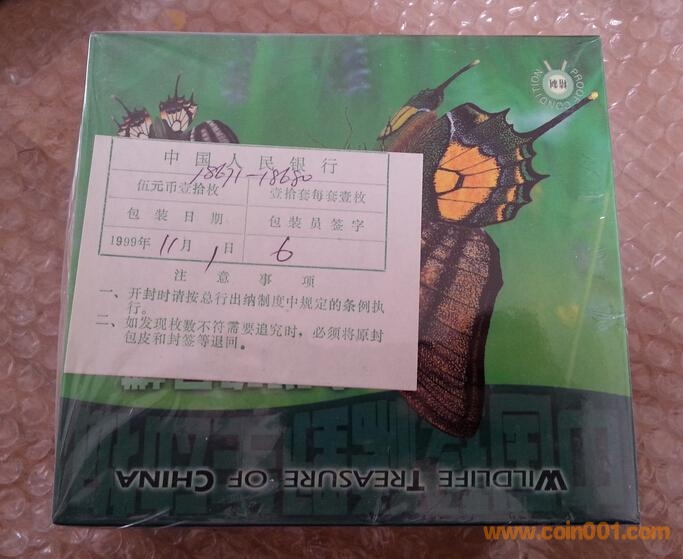 中国人民银行
18671-18680
伍元币壹拾枚 壹拾套每套壹枚
包装日期 包装员签字
1999年 11月 1日 6
注意事项
一、开封时请按总行出纳制度中规定的条例执
行。
二、如发现枚数不符需要追究时,必须将原封
包皮和封签等退回。
PROOF CONDITION
精制
WILDLIFE TREASURE OF CHINA
www.coin001.com